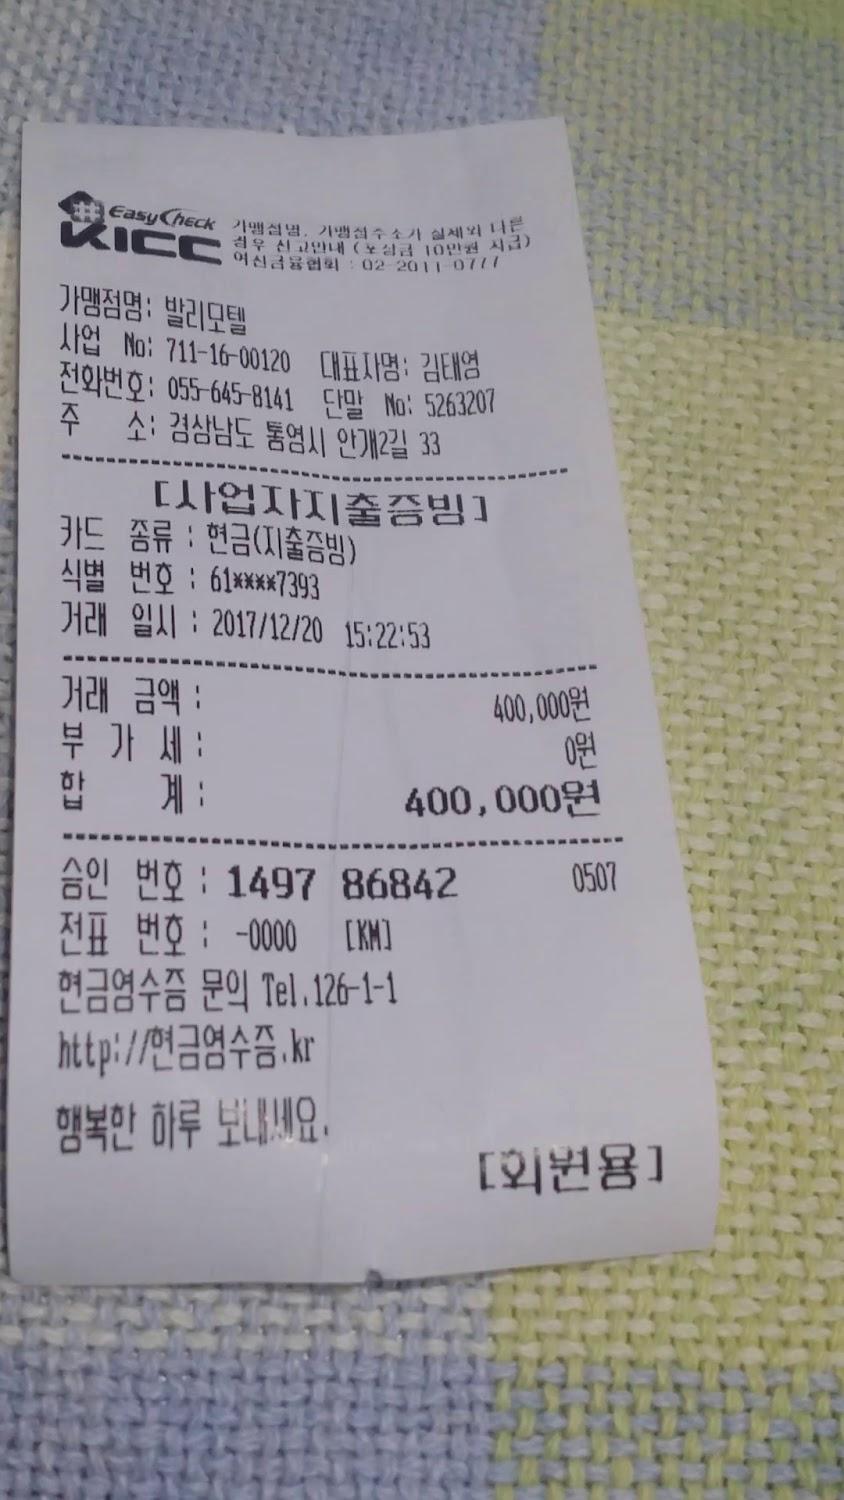 EasyCheck
KICC
가맹점명, 가맹점주소가 실제와 다른
경우 신고안내 (포상금 10만원 지급)
여신금융협회 : 02-2011-0777
가맹점명: 발리모텔
사업 No: 711-16-00120 대표자명: 김태영
전화번호: 055-645-8141 단말 No: 5263207
주 소: 경상남도 통영시 안개2길 33
[사업자지출증빙]
카드 종류 : 현금(지출증빙)
식별 번호 : 61****7393
거래 일시 : 2017/12/20 15:22:53
거래 금액 : 400,000원
부 가 세 : 0원
합 계 : 400,000원
승인 번호 : 1497 86842 0507
전표 번호 : -0000 [KM]
현금영수증 문의 Tel.126-1-1
http://현금영수증.kr
행복한 하루 보내세요.
[회원용]